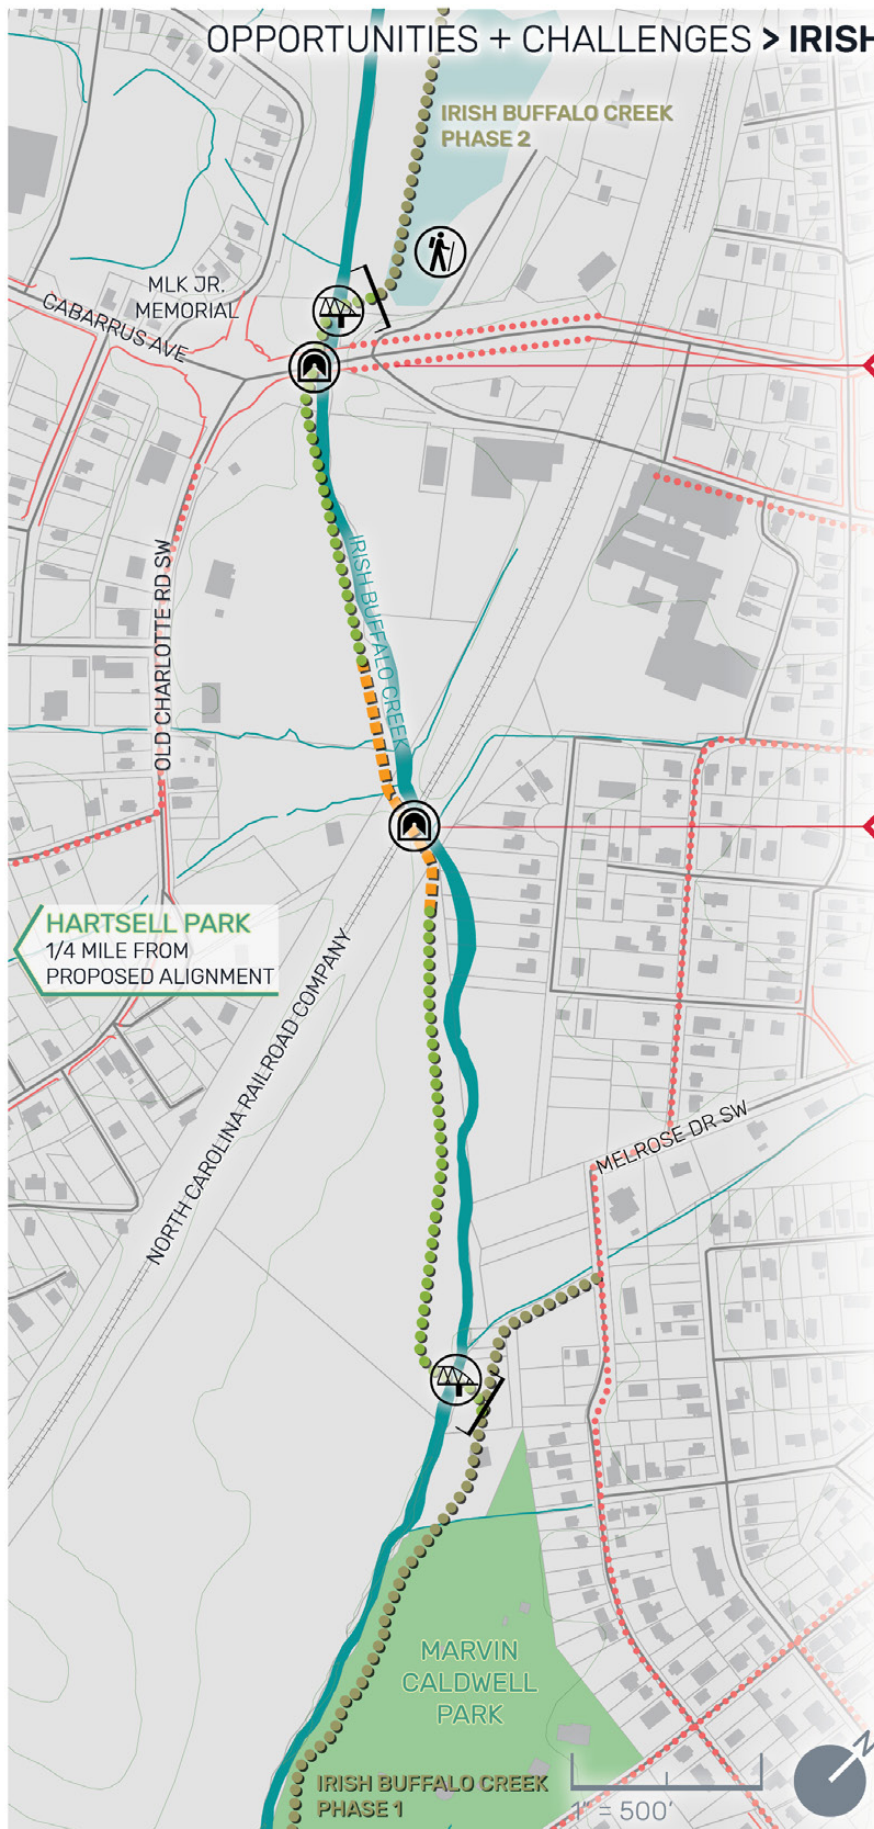 OPPORTUNITIES + CHALLENGES > IRISH
IRISH BUFFALO CREEK
PHASE 2
MLK JR.
MEMORIAL
CABARRUS AVE
IRISH BUFFALO CREEK
OLD CHARLOTTE RD SW
HARTSELL PARK
1/4 MILE FROM
PROPOSED ALIGNMENT
NORTH CAROLINA RAILROAD COMPANY
MELROSE DR SW
MARVIN
CALDWELL
PARK
IRISH BUFFALO CREEK
PHASE 1
1" = 500'
N